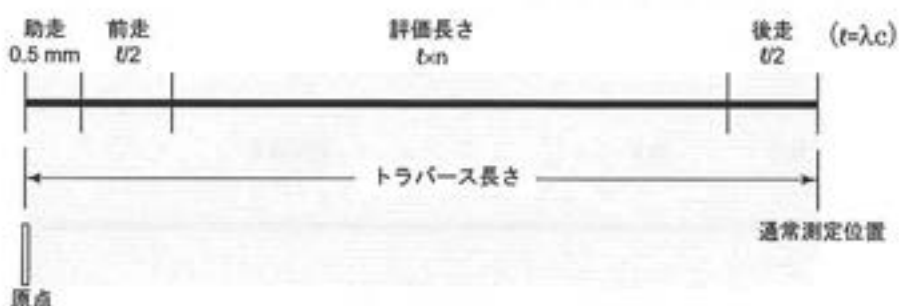 助走 前走 評価長さ 後走 (ℓ=λc)
0.5 mm ℓ/2 ℓ×n ℓ/2
トラバース長さ
通常測定位置
原点